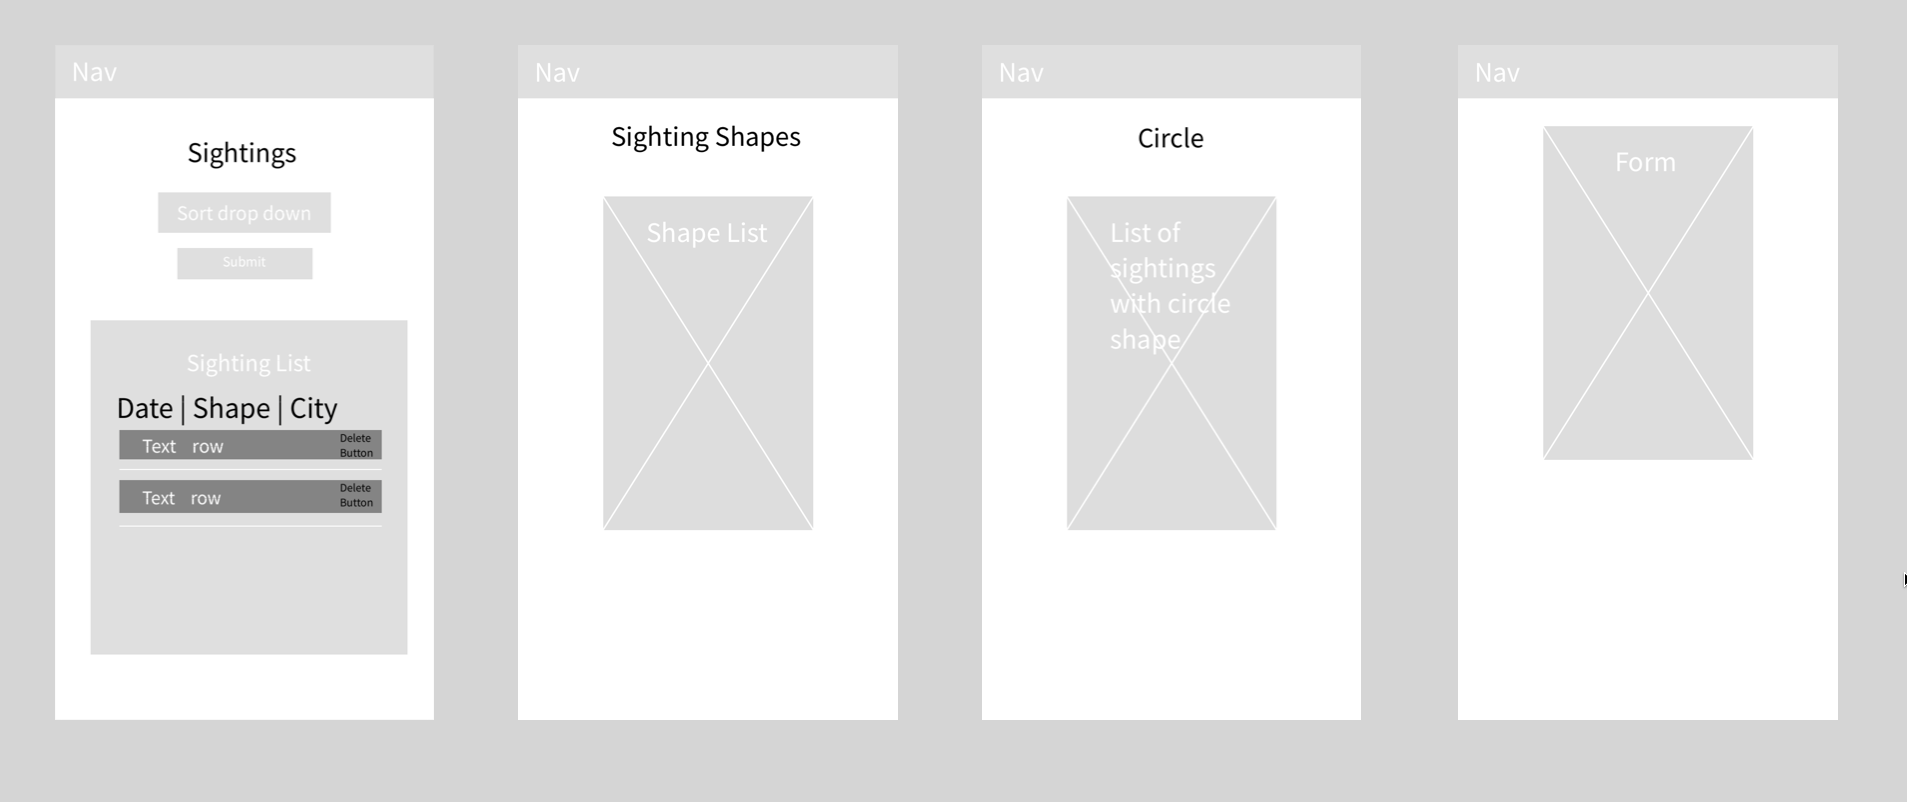 Nav
Sightings
Sort drop down
Submit
Sighting List
Date | Shape | City
Text row
Delete
Button
Text row
Delete
Button
Nav
Sighting Shapes
Shape List
Nav
Circle
List of
sightings
with circle
shape
Nav
Form